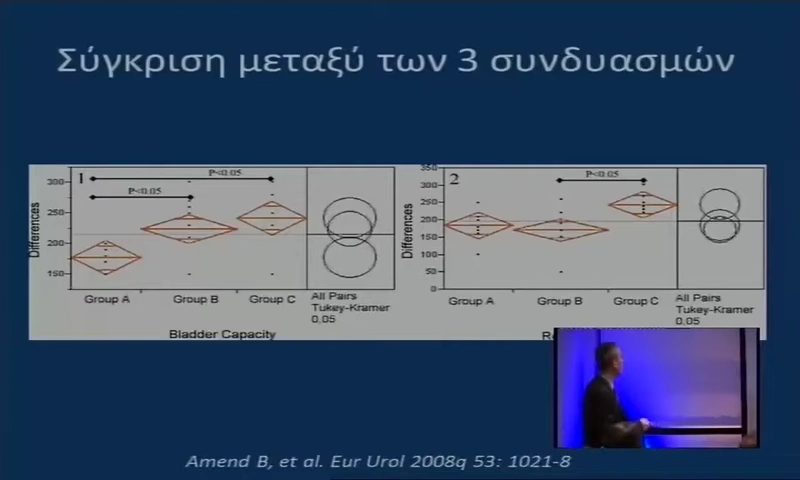 Σύγκριση μεταξύ των 3 συνδυασμών
1
P<0.05
P<0.05
300
250
200
150
Differences
Group A
Group B
Group C
All Pairs
Tukey-Kramer
0,05
Bladder Capacity
2
P<0.05
350
300
250
200
150
100
50
0
Differences
Group A
Group B
Group C
All Pairs
Tukey-Kramer
0,05
Amend B, et al. Eur Urol 2008q 53: 1021-8